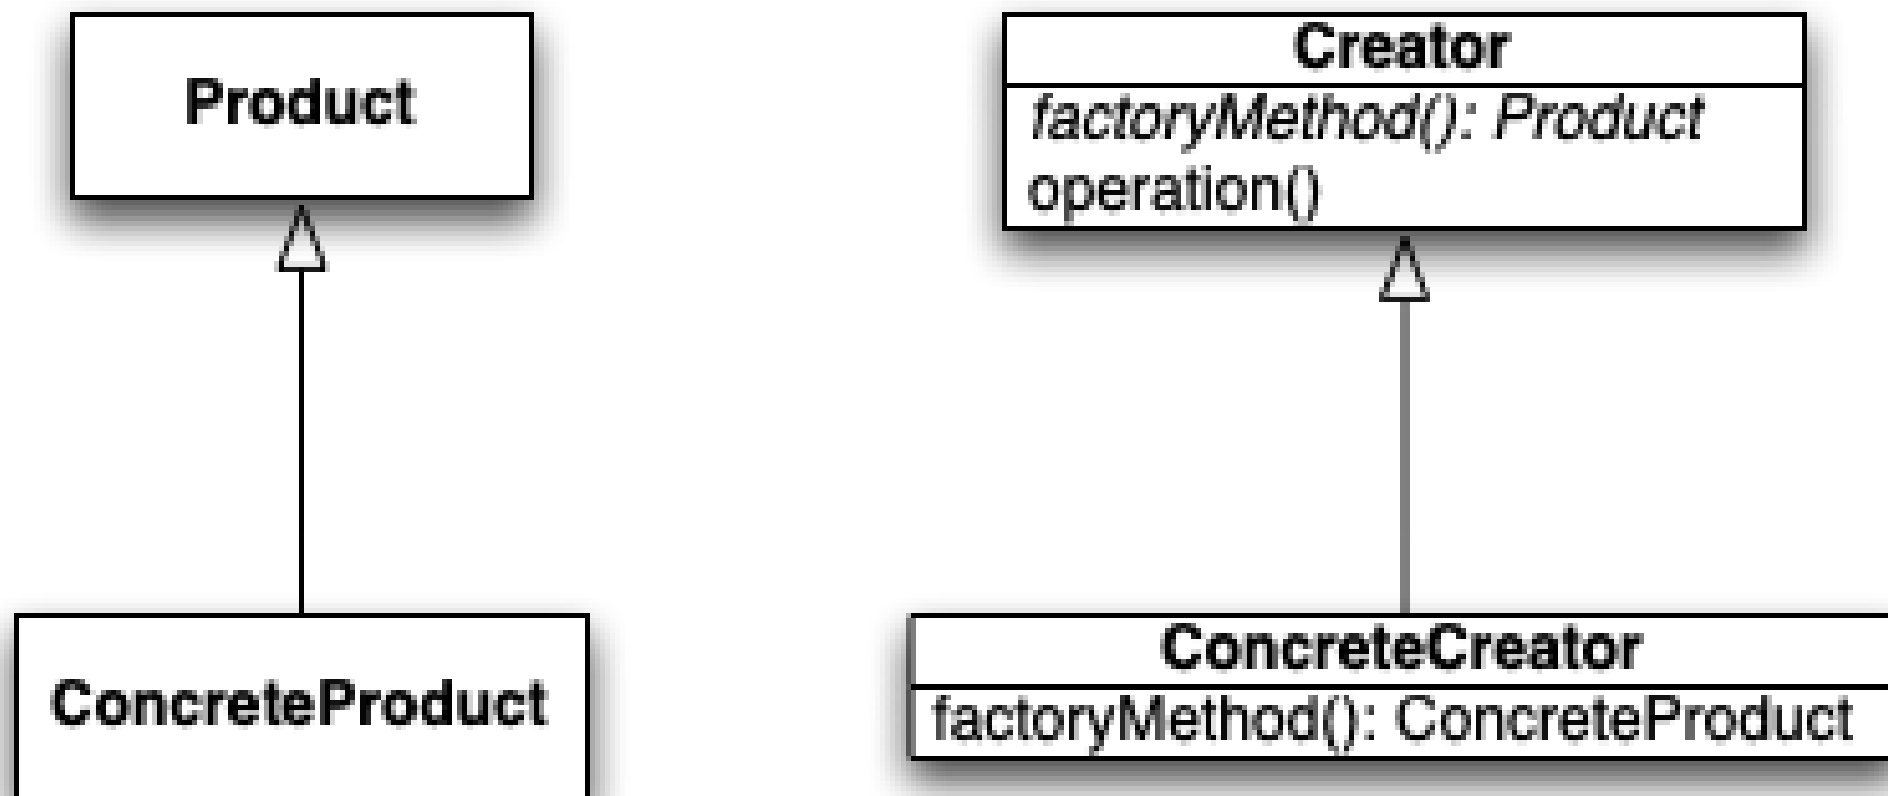 Product
Creator
factoryMethod(): Product
operation()
ConcreteProduct
ConcreteCreator
factoryMethod(): ConcreteProduct